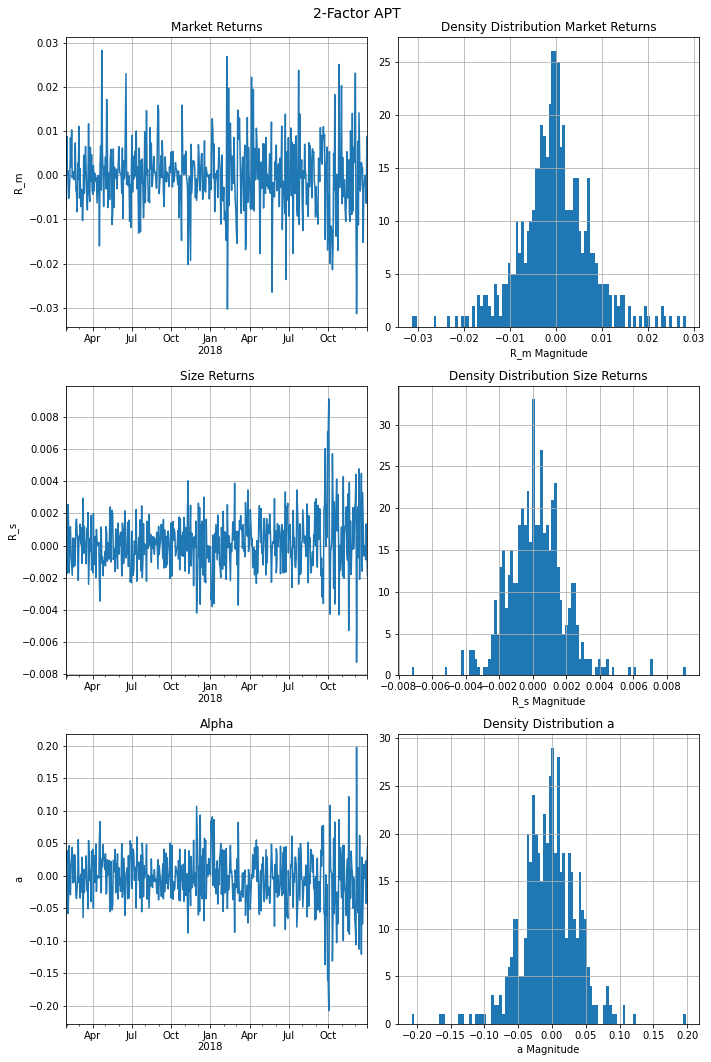 2-Factor APT
Market Returns
0.03
0.02
0.01
0.00
−0.01
−0.02
−0.03
R_m
Apr Jul Oct Jan Apr Jul Oct
2018
Density Distribution Market Returns
25
20
15
10
5
0
−0.03 −0.02 −0.01 0.00 0.01 0.02 0.03
R_m Magnitude
Size Returns
0.008
0.006
0.004
0.002
0.000
−0.002
−0.004
−0.006
−0.008
R_s
Apr Jul Oct Jan Apr Jul Oct
2018
Density Distribution Size Returns
30
25
20
15
10
5
0
−0.008 −0.006 −0.004 −0.002 0.000 0.002 0.004 0.006 0.008
R_s Magnitude
Alpha
0.20
0.15
0.10
0.05
0.00
−0.05
−0.10
−0.15
−0.20
a
Apr Jul Oct Jan Apr Jul Oct
2018
Density Distribution a
30
25
20
15
10
5
0
−0.20 −0.15 −0.10 −0.05 0.00 0.05 0.10 0.15 0.20
a Magnitude